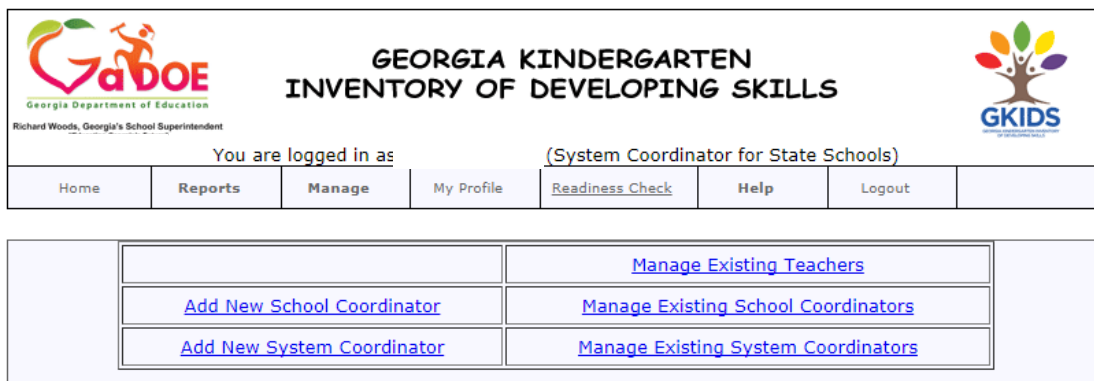 GaDOE
Georgia Department of Education
Richard Woods, Georgia's School Superintendent
GEORGIA KINDERGARTEN
INVENTORY OF DEVELOPING SKILLS
GKIDS
You are logged in as (System Coordinator for State Schools)
Home Reports Manage My Profile Readiness Check Help Logout
Manage Existing Teachers
Add New School Coordinator Manage Existing School Coordinators
Add New System Coordinator Manage Existing System Coordinators